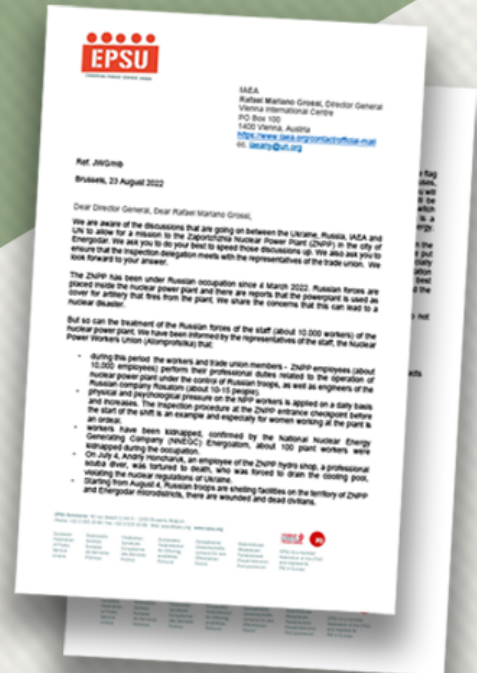 EPSU
EUROPEAN PUBLIC SERVICE UNION
IAEA
Rafael Mariano Grossi, Director General
Vienna International Centre
PO Box 100
1400 Vienna, Austria
https://www.iaea.org/contact/official-mail
cc. iaeany@un.org
Ref. JWG/mb
Brussels, 23 August 2022
Dear Director General, Dear Rafael Mariano Grossi,
We are aware of the discussions that are going on between the Ukraine, Russia, IAEA and
UN to allow for a mission to the Zaporizhzhia Nuclear Power Plant (ZNPP) in the city of
Energodar. We ask you to do your best to speed those discussions up. We also ask you to
ensure that the inspection delegation meets with the representatives of the trade union. We
look forward to your answer.
The ZNPP has been under Russian occupation since 4 March 2022. Russian forces are
placed inside the nuclear power plant and there are reports that the powerplant is used as
cover for artillery that fires from the plant. We share the concerns that this can lead to a
nuclear disaster.
But so can the treatment of the Russian forces of the staff (about 10.000 workers) of the
nuclear power plant. We have been informed by the representatives of the staff, the Nuclear
Power Workers Union (Atomprofspilka) that:
- during this period the workers and trade union members - ZNPP employees (about
10,000 employees) perform their professional duties related to the operation of
nuclear power plant under the control of Russian troops, as well as engineers of the
Russian company Rosatom (about 10-15 people).
- physical and psychological pressure on the NPP workers is applied on a daily basis
and increases. The inspection procedure at the ZNPP entrance checkpoint before
the start of the shift is an example and especially for women working at the plant is
an ordeal.
- workers have been kidnapped, confirmed by the National Nuclear Energy
Generating Company (NNEGC) Energoatom, about 100 plant workers were
kidnapped during the occupation.
- On July 4, Andriy Honcharuk, an employee of the ZNPP hydro shop, a professional
scuba diver, was tortured to death, who was forced to drain the cooling pool,
violating the nuclear regulations of Ukraine.
- Starting from August 4, Russian troops are shelling facilities on the territory of ZNPP
and Energodar microdistricts, there are wounded and dead civilians.